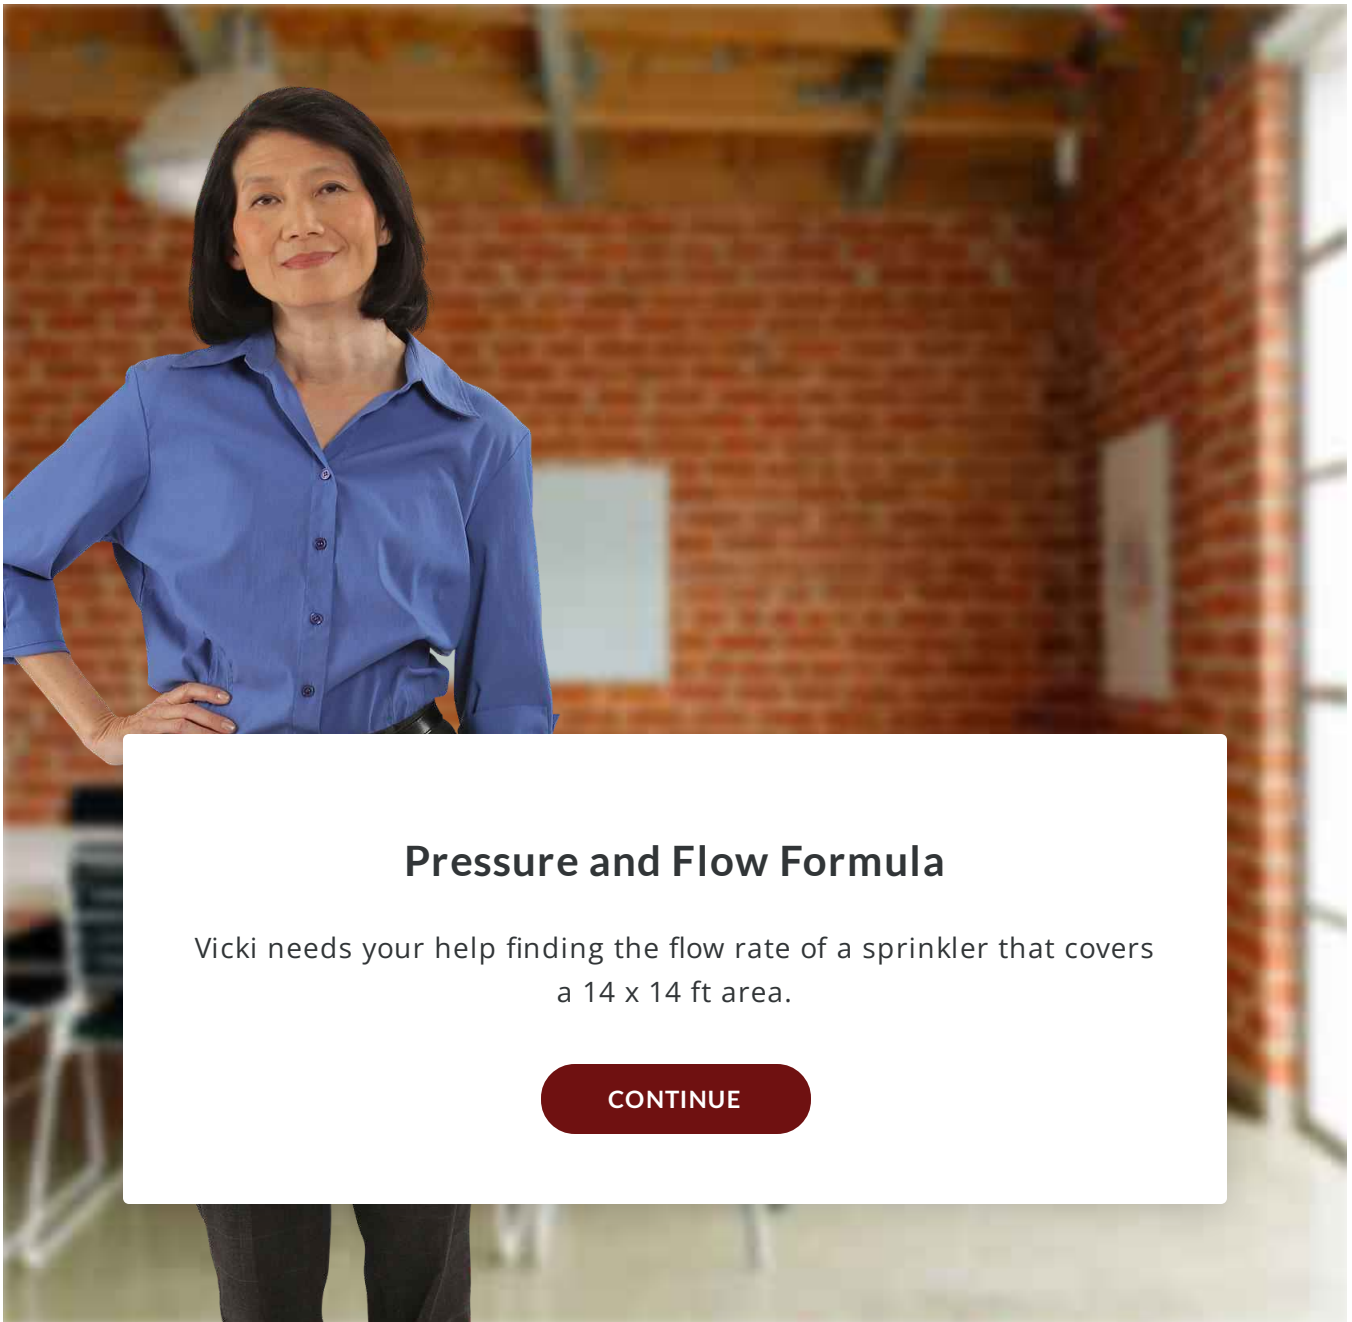 Pressure and Flow Formula
Vicki needs your help finding the flow rate of a sprinkler that covers
a 14 x 14 ft area.
CONTINUE